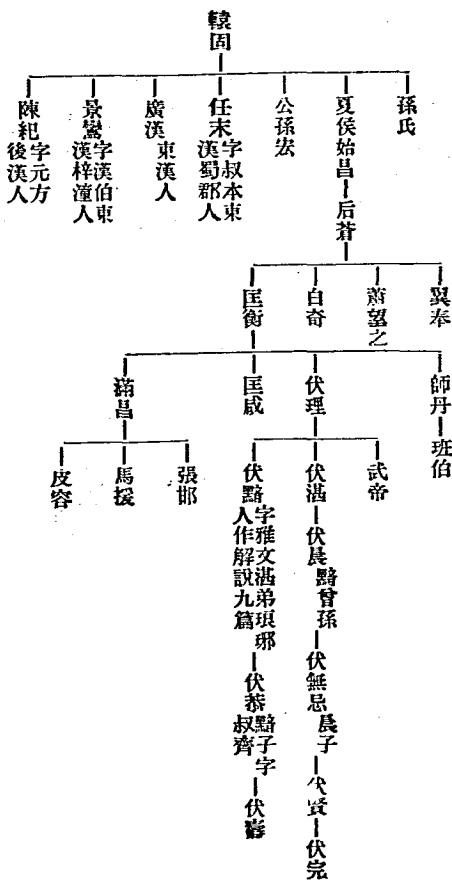 轅固
孫氏
夏侯始昌
后蒼
公孫宏
任末
字叔本東
漢蜀郡人
廣漢
東漢人
景鸞
字漢伯東
漢梓潼人
陳紀
字元方
後漢人
翼奉
蕭望之
白奇
匡衡
師丹
班伯
伏理
匡咸
滿昌
武帝
伏湛
伏晨
黯曾孫
伏無忌
晨子
伏賢
伏完
伏黯
字雅文湛弟琅琊
人作解說九篇
伏恭
黯子字
叔齊
伏壽
張邯
馬援
皮容